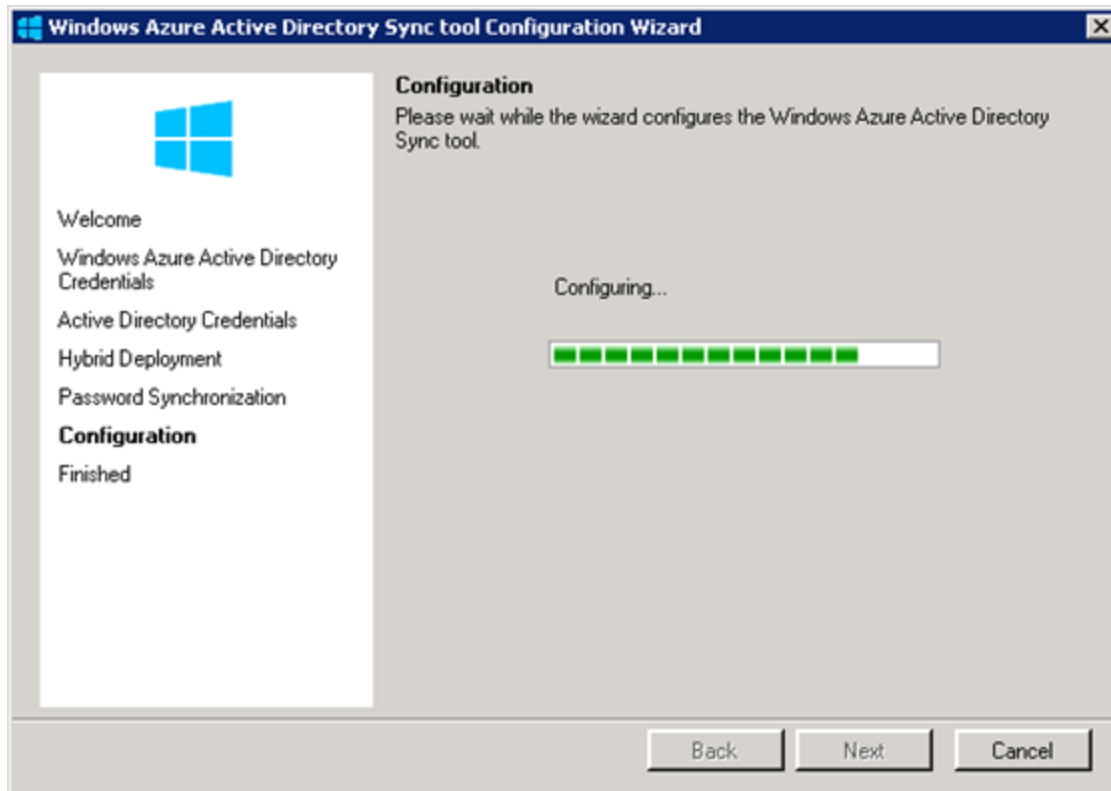 Windows Azure Active Directory Sync tool Configuration Wizard
Configuration
Please wait while the wizard configures the Windows Azure Active Directory
Sync tool.
Welcome
Windows Azure Active Directory
Credentials
Active Directory Credentials
Hybrid Deployment
Password Synchronization
Configuration
Finished
Configuring...
Back
Next
Cancel